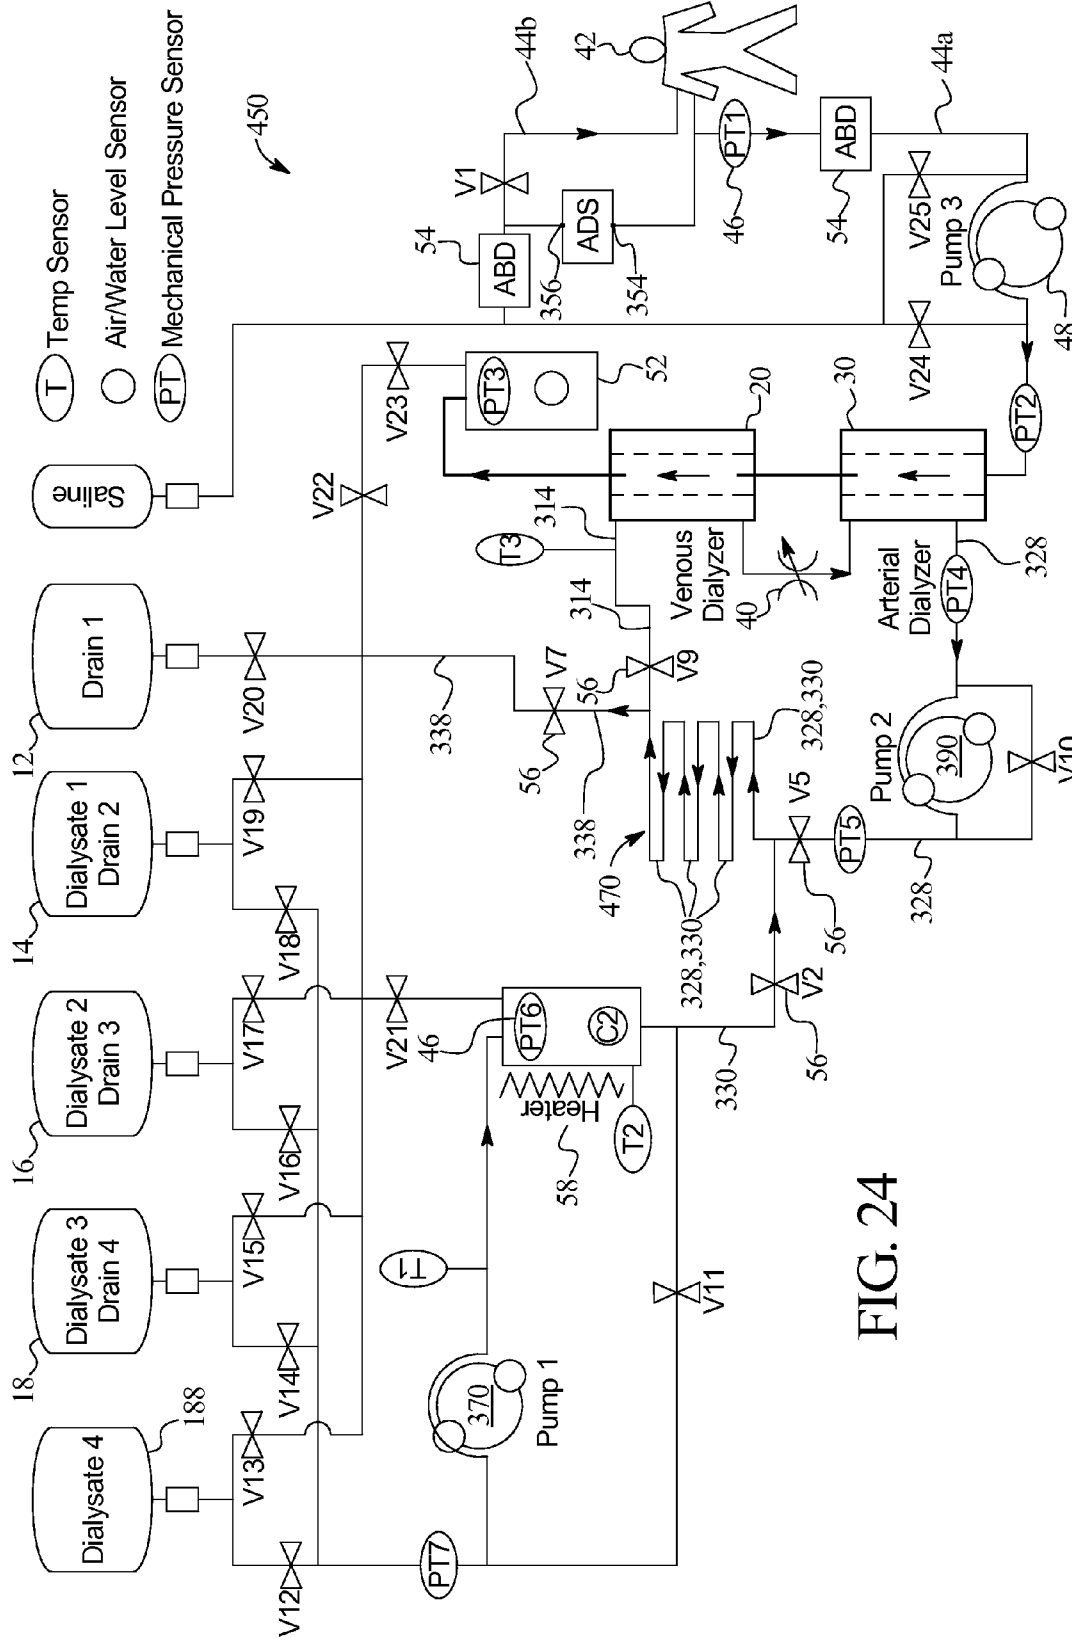 T Temp Sensor
Air/Water Level Sensor
PT Mechanical Pressure Sensor
450
Saline
Drain 1
12
Dialysate 1
Drain 2
14
Dialysate 2
Drain 3
16
Dialysate 3
Drain 4
18
Dialysate 4
188
V12
V13
V14
V15
V16
V17
V18
V19
V20
V21
V22
V23
338
PT7
T1
370
Pump 1
V11
46
PT6
C2
Heater
58
T2
330
V2
56
328,330
470
338
56
V7
56
V9
314
314
T3
328,330
V5
56
PT5
328
Pump 2
390
V10
PT4
328
Venous
Dialyzer
20
40
Arterial
Dialyzer
30
PT3
52
PT2
54
ABD
V1
356
ADS
354
44b
42
46
PT1
54
ABD
44a
V25
V24
Pump 3
48
FIG. 24